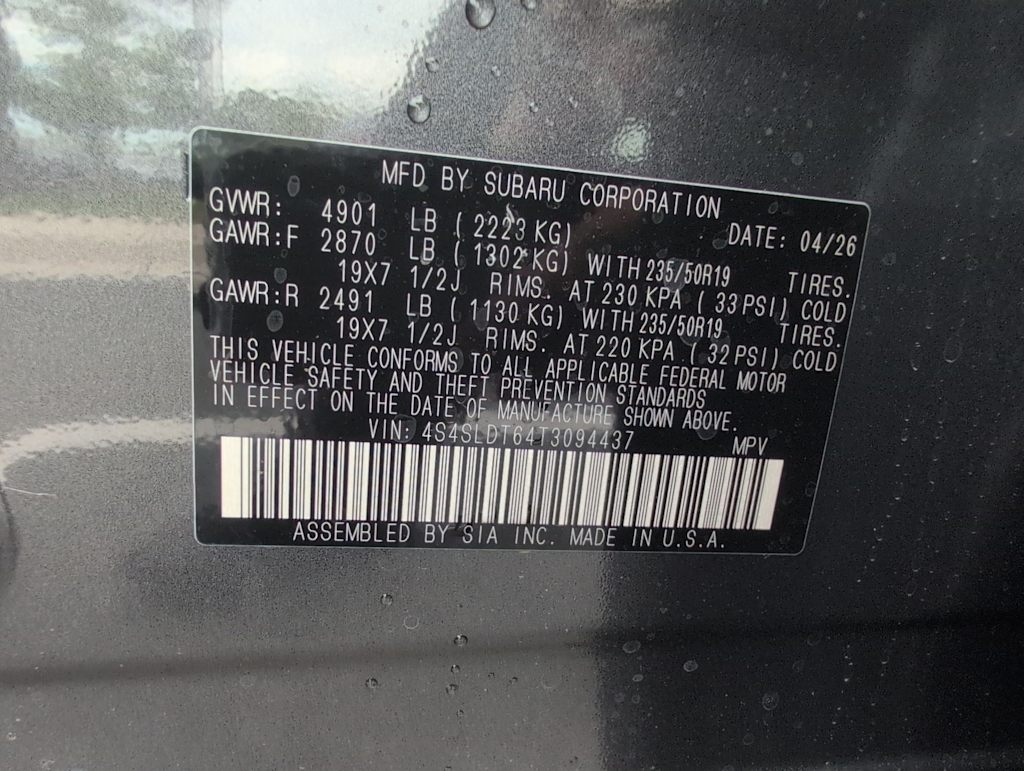 MFD BY SUBARU CORPORATION
GVWR: 4901 LB ( 2223 KG) DATE: 04/26
GAWR:F 2870 LB ( 1302 KG) WITH 235/50R19 TIRES.
19X7 1/2J RIMS. AT 230 KPA ( 33 PSI) COLD
GAWR:R 2491 LB ( 1130 KG) WITH 235/50R19 TIRES.
19X7 1/2J RIMS. AT 220 KPA ( 32 PSI) COLD
THIS VEHICLE CONFORMS TO ALL APPLICABLE FEDERAL MOTOR
VEHICLE SAFETY AND THEFT PREVENTION STANDARDS
IN EFFECT ON THE DATE OF MANUFACTURE SHOWN ABOVE.
VIN: 4S4SLDT64T3094437 MPV
ASSEMBLED BY SIA INC. MADE IN U.S.A.